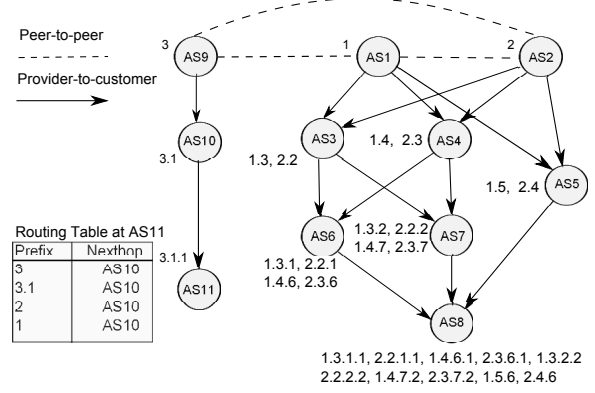 Peer-to-peer
Provider-to-customer
3
AS9
1
AS1
2
AS2
AS10
3.1
AS3
1.3, 2.2
1.4, 2.3
AS4
AS5
1.5, 2.4
AS6
1.3.1, 2.2.1
1.4.6, 2.3.6
1.3.2, 2.2.2
1.4.7, 2.3.7
AS7
3.1.1
AS11
Routing Table at AS11
Prefix Nexthop
3 AS10
3.1 AS10
2 AS10
1 AS10
AS8
1.3.1.1, 2.2.1.1, 1.4.6.1, 2.3.6.1, 1.3.2.2
2.2.2.2, 1.4.7.2, 2.3.7.2, 1.5.6, 2.4.6